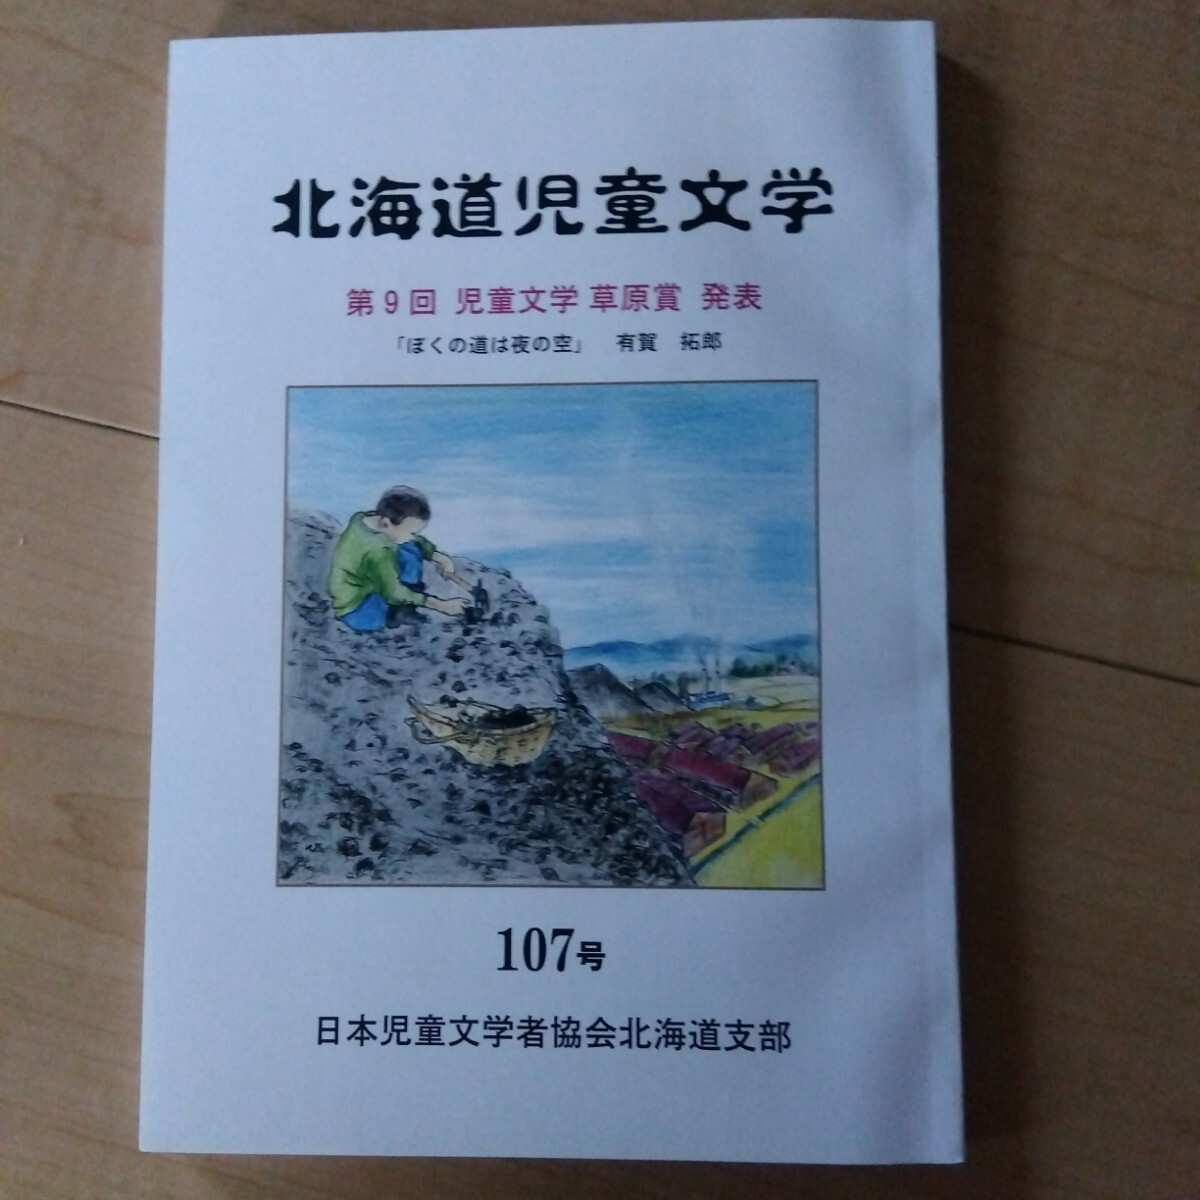 北海道児童文学
第9回 児童文学 草原賞 発表
「ぼくの道は夜の空」 有賀 拓郎
107号
日本児童文学者協会北海道支部